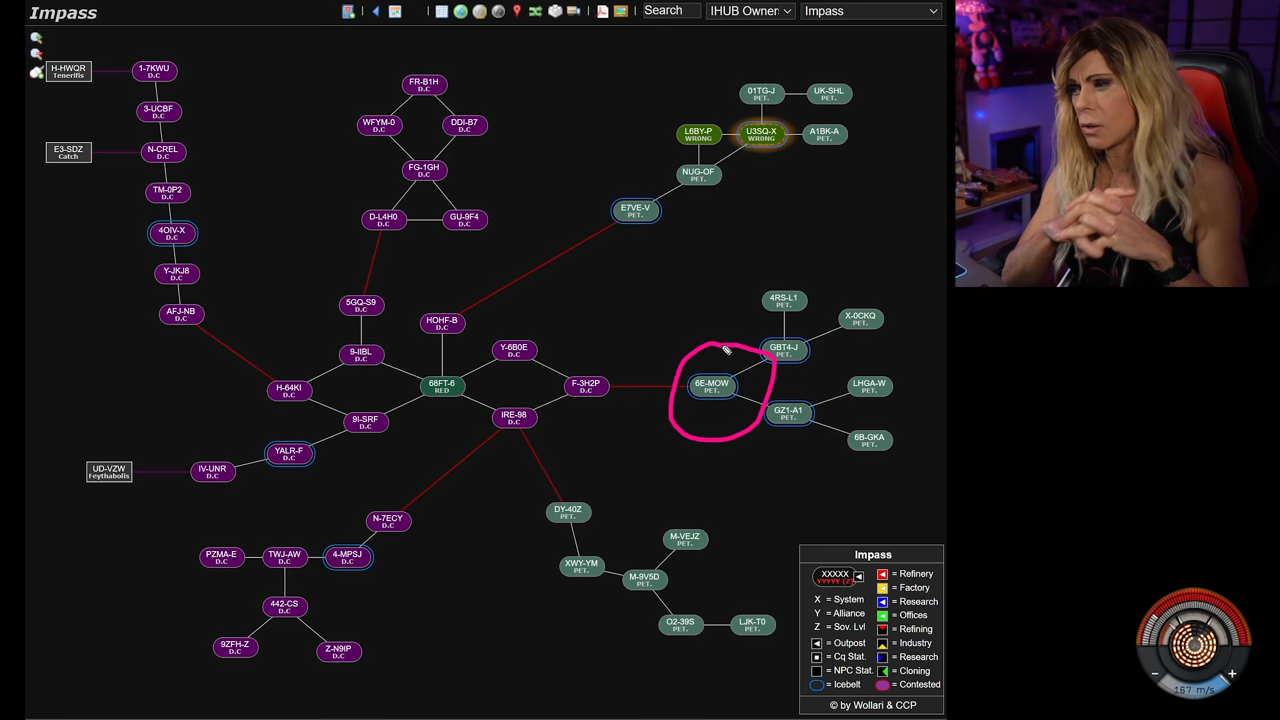 Impass
Search
IHUB Owner
Impass
H-HWQR
Tenerifis
1-7KWU
D.C
3-UCBF
D.C
E3-SDZ
Catch
N-CREL
D.C
TM-0P2
D.C
4OIV-X
D.C
Y-JKJ8
D.C
AFJ-NB
D.C
FR-B1H
D.C
WFYM-0
D.C
DDI-B7
D.C
FG-1GH
D.C
D-L4H0
D.C
GU-9F4
D.C
01TG-J
PET.
UK-SHL
PET.
L6BY-P
WRONG
U3SQ-X
WRONG
A1BK-A
PET.
NUG-OF
PET.
E7VE-V
PET.
5GQ-S9
D.C
HOHF-B
D.C
9-IIBL
D.C
Y-6B0E
D.C
H-64KI
D.C
68FT-6
RED
F-3H2P
D.C
9I-SRF
D.C
IRE-98
D.C
YALR-F
D.C
UD-VZW
Feythabolis
IV-UNR
D.C
4RS-L1
PET.
X-0CKQ
PET.
GBT4-J
PET.
6E-MOW
PET.
LHGA-W
PET.
GZ1-A1
PET.
6B-GKA
PET.
N-7ECY
D.C
PZMA-E
D.C
TWJ-AW
D.C
4-MPSJ
D.C
442-CS
D.C
9ZFH-Z
D.C
Z-N9IP
D.C
DY-40Z
PET.
M-VEJZ
PET.
XWY-YM
PET.
M-9V5D
PET.
O2-39S
PET.
LJK-T0
PET.
Impass
XXXXX
YYYYY (Z)
X = System
Y = Alliance
Z = Sov. Lvl
= Outpost
= Cq Stat.
= NPC Stat.
= Icebelt
= Refinery
= Factory
= Research
= Offices
= Refining
= Industry
= Research
= Cloning
= Contested
© by Wollari & CCP
167 m/s